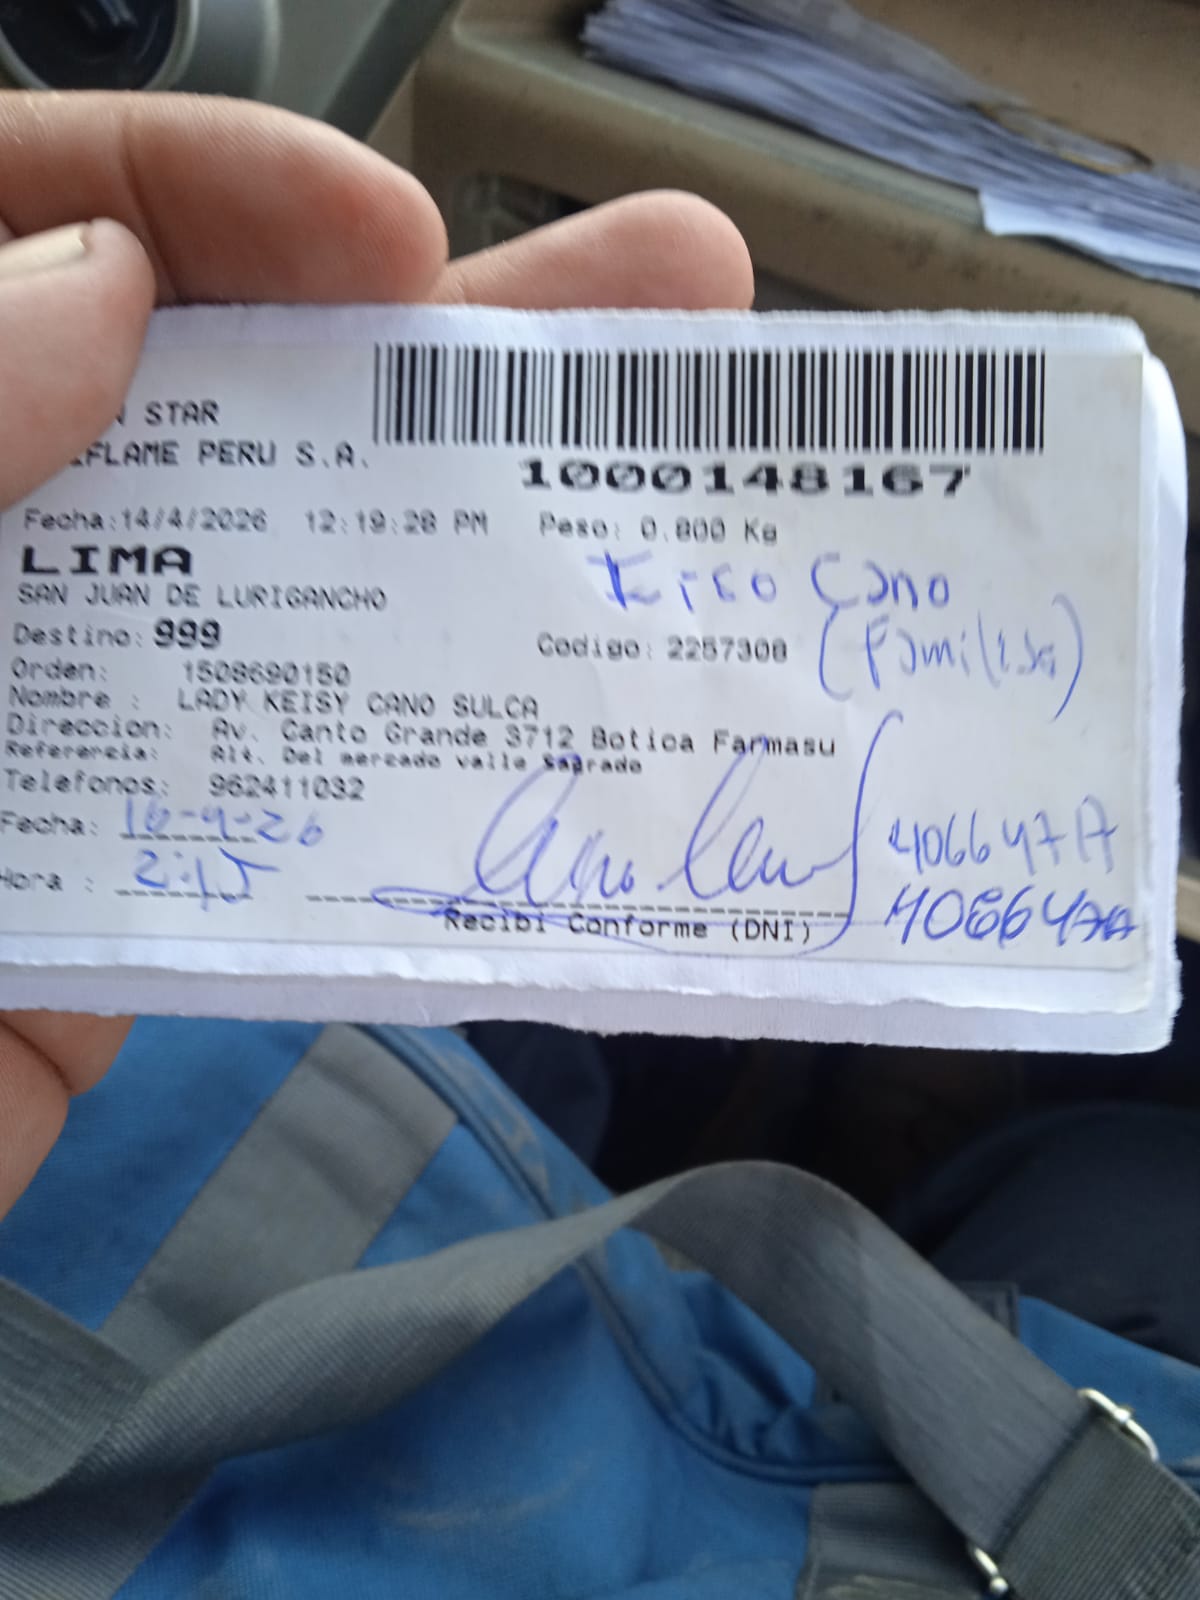 STAR
FLAME PERU S.A.
1000148167
Fecha:14/4/2026 12:19:28 PM Peso: 0.800 Kg
LIMA
SAN JUAN DE LURIGANCHO
Cano
Destino: 999
Codigo: 2257308
(Familiar)
Orden: 1508690150
Nombre : LADY KEISY CANO SULCA
Direccion: Av. Canto Grande 3712 Botica Farmasu
Referencia: Alt. Del mercado valle Sagrado
Telefonos: 962411032
Fecha: 16-4-26
Hora : 2:15
Recibi Conforme (DNI)